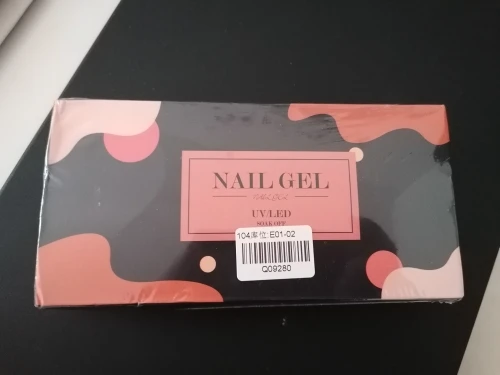 NAIL GEL
UV/LED
SOAK OFF
104库位:E01-02
Q09280